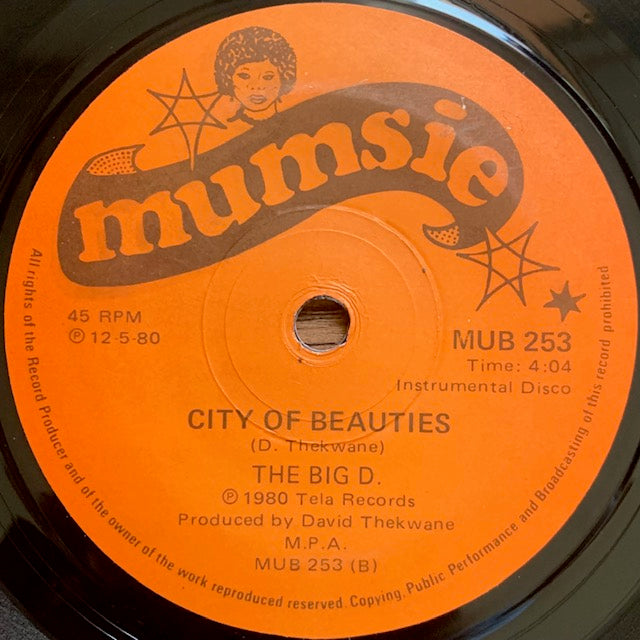 mumsie
45 RPM
℗ 12-5-80
MUB 253
Time: 4:04
Instrumental Disco
CITY OF BEAUTIES
(D. Thekwane)
THE BIG D.
℗ 1980 Tela Records
Produced by David Thekwane
M.P.A.
MUB 253 (B)
All rights of the Record Producer and of the owner of the work reproduced reserved. Copying, Public Performance and Broadcasting of this record prohibited